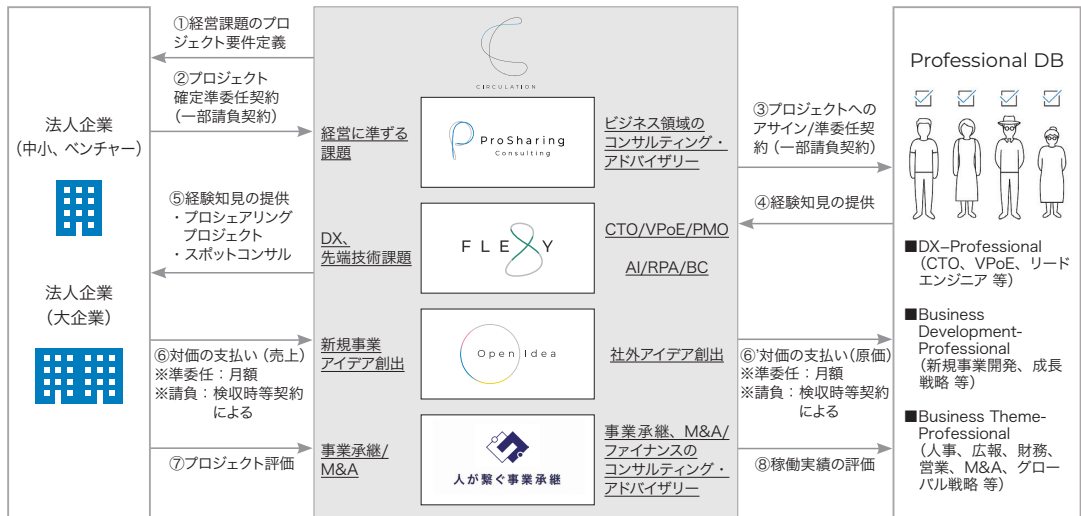 法人企業
(中小、ベンチャー)
法人企業
(大企業)
①経営課題のプロ
ジェクト要件定義
②プロジェクト
確定準委任契約
(一部請負契約)
⑤経験知見の提供
・プロシェアリング
プロジェクト
・スポットコンサル
⑥対価の支払い(売上)
※準委任:月額
※請負:検収時等契約
による
⑦プロジェクト評価
CIRCULATION
経営に準ずる
課題
ProSharing
Consulting
ビジネス領域の
コンサルティング・
アドバイザリー
DX、
先端技術課題
FLEXY
CTO/VPoE/PMO
AI/RPA/BC
新規事業
アイデア創出
Open Idea
社外アイデア創出
事業承継/
M&A
人が繋ぐ事業承継
事業承継、M&A/
ファイナンスの
コンサルティング・
アドバイザリー
③プロジェクトへの
アサイン/準委任契
約(一部請負契約)
④経験知見の提供
⑥'対価の支払い(原価)
※準委任:月額
※請負:検収時等契約
による
⑧稼働実績の評価
Professional DB
■DX–Professional
(CTO、VPoE、リード
エンジニア 等)
■Business
Development-
Professional
(新規事業開発、成長
戦略 等)
■Business Theme-
Professional
(人事、広報、財務、
営業、M&A、グロー
バル戦略 等)